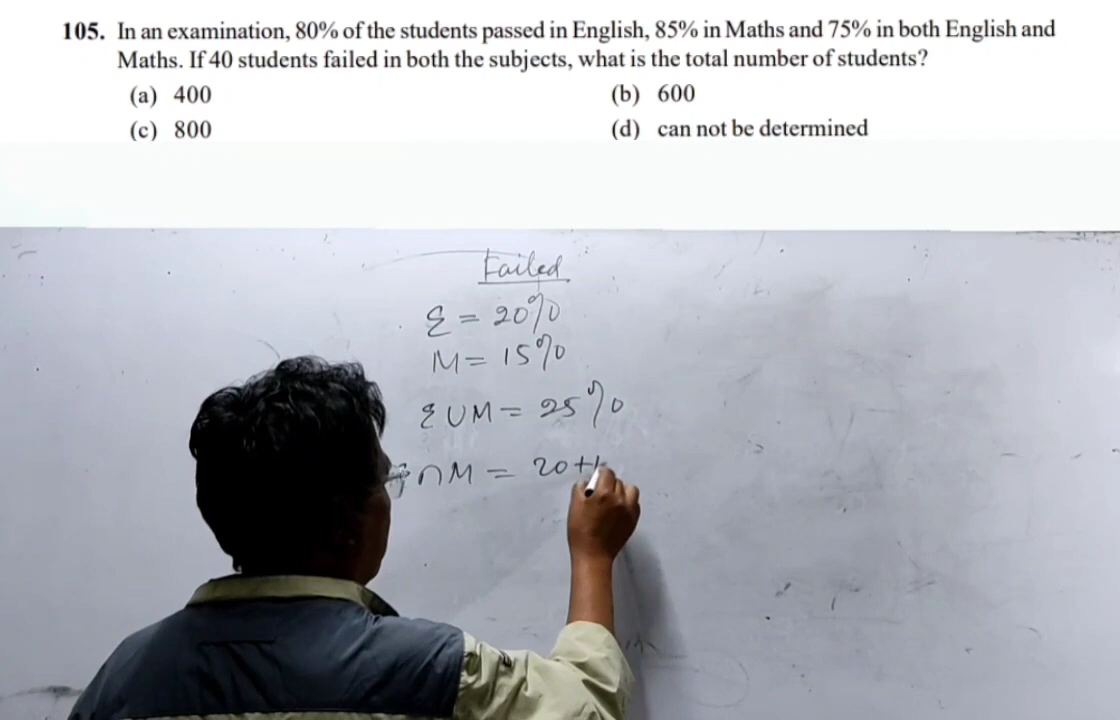 105. In an examination, 80% of the students passed in English, 85% in Maths and 75% in both English and
Maths. If 40 students failed in both the subjects, what is the total number of students?
(a) 400
(b) 600
(c) 800
(d) can not be determined
Failed
E = 20%
M = 15%
E ∪ M = 25%
∩ M = 20+